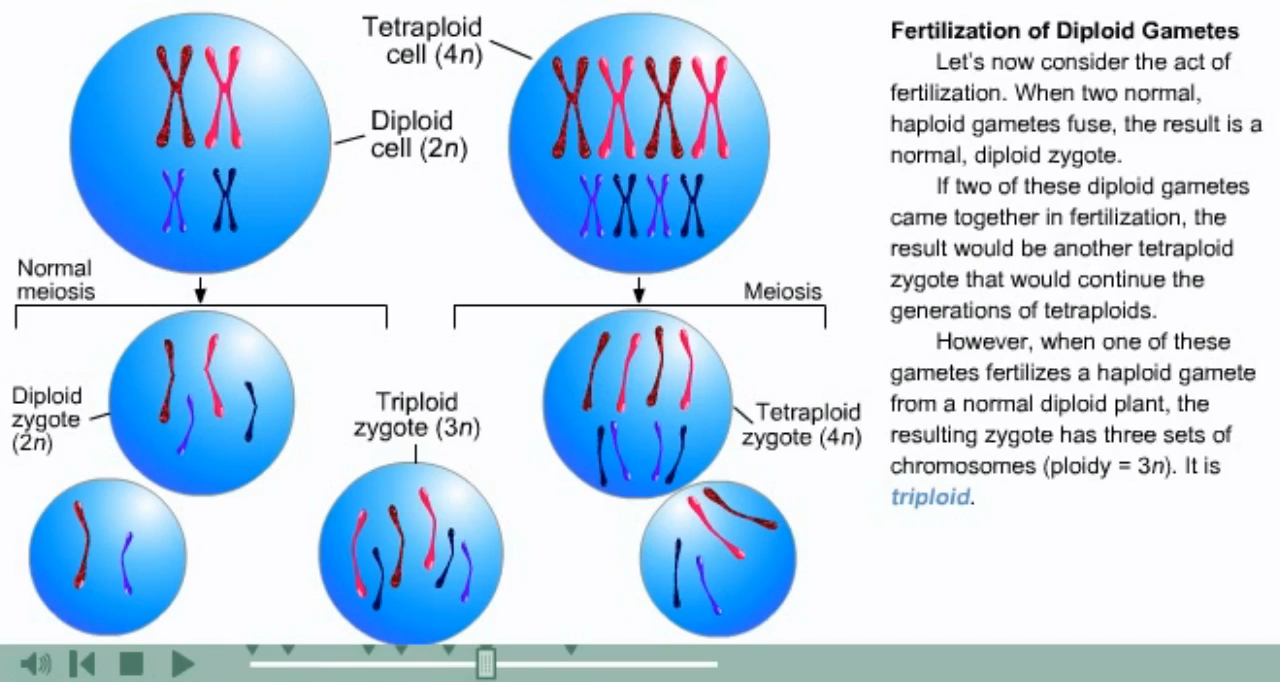 Tetraploid
cell (4n)
Diploid
cell (2n)
Normal
meiosis
Meiosis
Diploid
zygote
(2n)
Triploid
zygote (3n)
Tetraploid
zygote (4n)
Fertilization of Diploid Gametes
Let's now consider the act of
fertilization. When two normal,
haploid gametes fuse, the result is a
normal, diploid zygote.
If two of these diploid gametes
came together in fertilization, the
result would be another tetraploid
zygote that would continue the
generations of tetraploids.
However, when one of these
gametes fertilizes a haploid gamete
from a normal diploid plant, the
resulting zygote has three sets of
chromosomes (ploidy = 3n). It is
triploid.